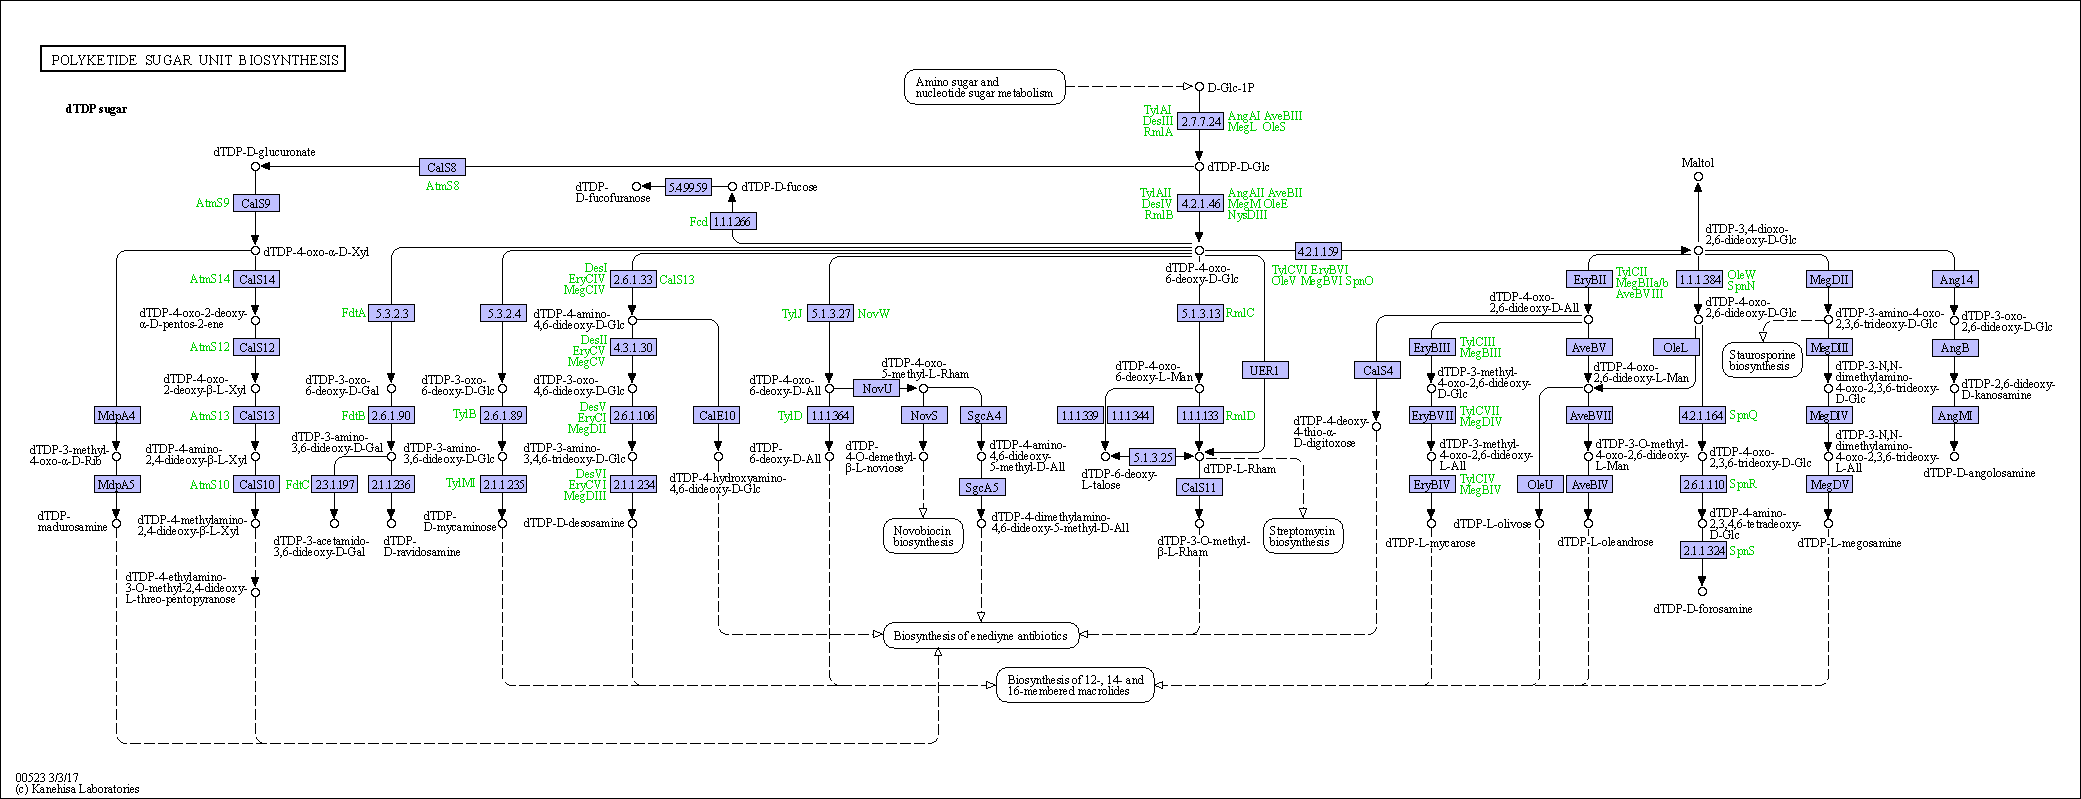 POLYKETIDE SUGAR UNIT BIOSYNTHESIS
dTDP sugar
Amino sugar and
nucleotide sugar metabolism
D-Glc-1P
TylAI
DesIII
RmlA
2.7.7.24
AngAI AveBIII
MegL OleS
dTDP-D-glucuronate
CalS8
AtmS8
dTDP-D-Glc
Maltol
dTDP-
D-fucofuranose
5.4.99.59
dTDP-D-fucose
Fcd
1.1.1.266
TylAII
DesIV
RmlB
4.2.1.46
AngAII AveBII
MegM OleE
NysDIII
AtmS9
CalS9
dTDP-4-oxo-α-D-Xyl
dTDP-4-oxo-
6-deoxy-D-Glc
4.2.1.159
TylCVI EryBVI
OleV MegBVI SpnO
dTDP-3,4-dioxo-
2,6-dideoxy-D-Glc
AtmS14
CalS14
DesI
EryCIV
MegCIV
2.6.1.33
CalS13
EryBII
TylCII
MegBIIa/b
AveBVIII
1.1.1.384
OleW
SpnN
MegDII
Ang14
dTDP-4-oxo-2-deoxy-
α-D-pentos-2-ene
FdtA
5.3.2.3
5.3.2.4
dTDP-4-amino-
4,6-dideoxy-D-Glc
TylJ
5.1.3.27
NovW
5.1.3.13
RmlC
dTDP-4-oxo-
2,6-dideoxy-D-All
dTDP-4-oxo-
2,6-dideoxy-D-Glc
dTDP-3-amino-4-oxo-
2,3,6-trideoxy-D-Glc
dTDP-3-oxo-
2,6-dideoxy-D-Glc
AtmS12
CalS12
DesII
EryCV
MegCV
4.3.1.30
UER1
CalS4
EryBIII
TylCIII
MegBIII
AveBV
OleL
Staurosporine
biosynthesis
MegDIII
AngB
dTDP-4-oxo-
2-deoxy-β-L-Xyl
dTDP-3-oxo-
6-deoxy-D-Gal
dTDP-3-oxo-
6-deoxy-D-Glc
dTDP-3-oxo-
4,6-dideoxy-D-Glc
dTDP-4-oxo-
6-deoxy-D-All
NovU
dTDP-4-oxo-
5-methyl-L-Rham
dTDP-4-oxo-
6-deoxy-L-Man
dTDP-3-methyl-
4-oxo-2,6-dideoxy-
D-Glc
dTDP-4-oxo-
2,6-dideoxy-L-Man
dTDP-3-N,N-
dimethylamino-
4-oxo-2,3,6-trideoxy-
D-Glc
dTDP-2,6-dideoxy-
D-kanosamine
MdpA4
AtmS13
CalS13
FdtB
2.6.1.90
TylB
2.6.1.89
DesV
EryCI
MegDII
2.6.1.106
CalE10
TylD
1.1.1.364
NovS
SgcA4
1.1.1.339
1.1.1.344
1.1.1.133
RmlD
dTDP-4-deoxy-
4-thio-α-
D-digitoxose
EryBVII
TylCVII
MegDIV
AveBVII
4.2.1.164
SpnQ
MegDIV
AngMI
dTDP-3-methyl-
4-oxo-α-D-Rib
dTDP-4-amino-
2,4-dideoxy-β-L-Xyl
dTDP-3-amino-
3,6-dideoxy-D-Gal
dTDP-3-amino-
3,6-dideoxy-D-Glc
dTDP-3-amino-
3,4,6-trideoxy-D-Glc
dTDP-4-hydroxyamino-
4,6-dideoxy-D-Glc
dTDP-
6-deoxy-D-All
dTDP-
4-O-demethyl-
β-L-noviose
dTDP-4-amino-
4,6-dideoxy-
5-methyl-D-All
5.1.3.25
dTDP-6-deoxy-
L-talose
dTDP-L-Rham
dTDP-3-methyl-
4-oxo-2,6-dideoxy-
L-All
dTDP-3-O-methyl-
4-oxo-2,6-dideoxy-
L-Man
dTDP-4-oxo-
2,3,6-trideoxy-D-Glc
dTDP-3-N,N-
dimethylamino-
4-oxo-2,3,6-trideoxy-
L-All
dTDP-D-angolosamine
MdpA5
AtmS10
CalS10
FdtC
2.3.1.197
2.1.1.236
TylMI
2.1.1.235
DesVI
EryCVI
MegDIII
2.1.1.234
SgcA5
CalS11
EryBIV
TylCIV
MegBIV
OleU
AveBIV
2.6.1.110
SpnR
MegDV
dTDP-
madurosamine
dTDP-4-methylamino-
2,4-dideoxy-β-L-Xyl
dTDP-3-acetamido-
3,6-dideoxy-D-Gal
dTDP-
D-ravidosamine
dTDP-
D-mycaminose
dTDP-D-desosamine
Novobiocin
biosynthesis
dTDP-4-dimethylamino-
4,6-dideoxy-5-methyl-D-All
dTDP-3-O-methyl-
β-L-Rham
Streptomycin
biosynthesis
dTDP-L-mycarose
dTDP-L-olivose
dTDP-L-oleandrose
dTDP-4-amino-
2,3,4,6-tetradeoxy-
D-Glc
dTDP-L-megosamine
2.1.1.324
SpnS
dTDP-4-ethylamino-
3-O-methyl-2,4-dideoxy-
L-threo-pentopyranose
dTDP-D-forosamine
Biosynthesis of enediyne antibiotics
Biosynthesis of 12-, 14- and
16-membered macrolides
00523 3/3/17
(c) Kanehisa Laboratories